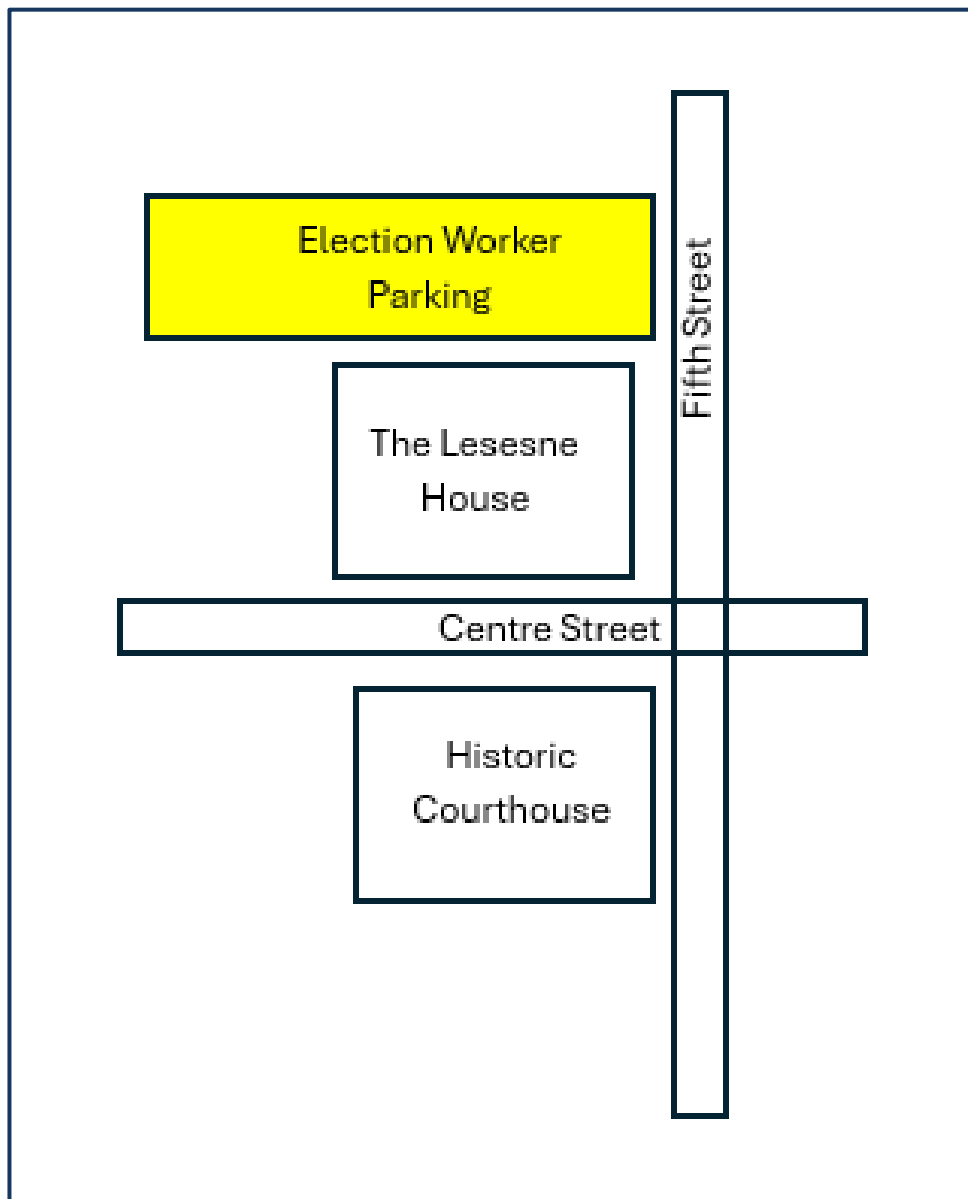 Election Worker
Parking
Fifth Street
The Lesesne
House
Centre Street
Historic
Courthouse